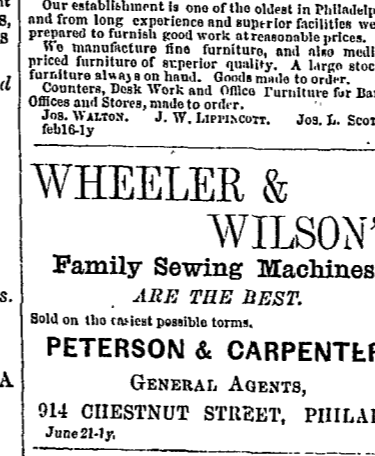 Our establishment is one of the oldest in Philadelp
and from long experience and superior facilities we
prepared to furnish good work at reasonable prices.
We manufacture fine furniture, and also medi
priced furniture of superior quality. A large stoc
furniture always on hand. Goods made to order.
Counters, Desk Work and Office Furniture for Ba
Offices and Stores, made to order.
Jos. WALTON. J. W. LIPPINCOTT. Jos. L. SCOT
feb16-1y
WHEELER &
WILSON'
Family Sewing Machines
ARE THE BEST.
Sold on the easiest possible terms.
PETERSON & CARPENTER
GENERAL AGENTS,
914 CHESTNUT STREET, PHILA
June 21-1y.
s,
s
d
s.
A